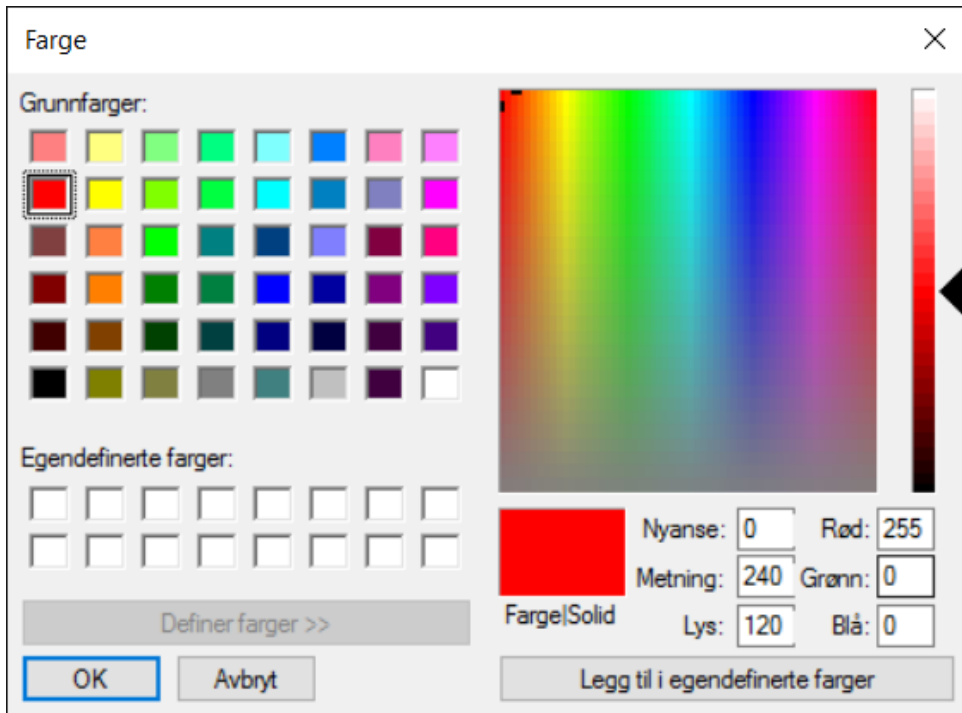 Farge
Grunnfarger:
Egendefinerte farger:
Definer farger >>
OK
Avbryt
Farge|Solid
Nyanse: 0
Rød: 255
Metning: 240
Grønn: 0
Lys: 120
Blå: 0
Legg til i egendefinerte farger